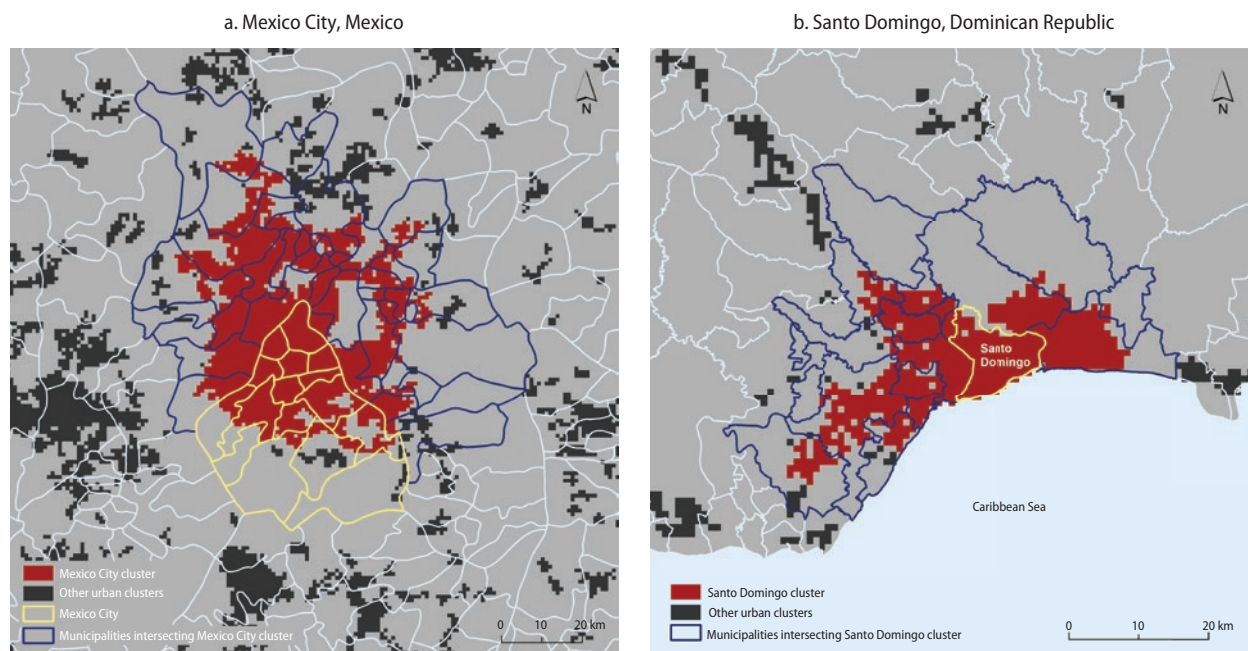 a. Mexico City, Mexico
N
Mexico City cluster
Other urban clusters
Mexico City
Municipalities intersecting Mexico City cluster
0 10 20 km
b. Santo Domingo, Dominican Republic
N
Santo
Domingo
Caribbean Sea
Santo Domingo cluster
Other urban clusters
Municipalities intersecting Santo Domingo cluster
0 10 20 km